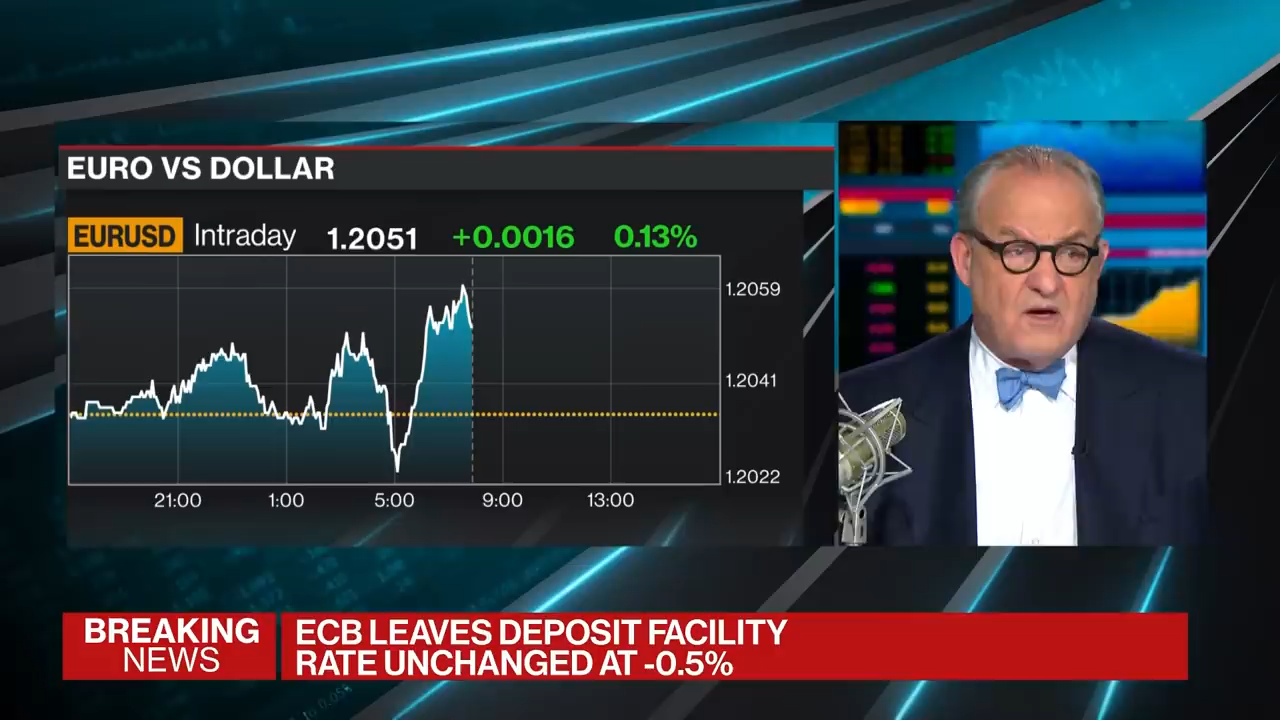 EURO VS DOLLAR
EURUSD Intraday 1.2051 +0.0016 0.13%
1.2059
1.2041
1.2022
21:00 1:00 5:00 9:00 13:00
BREAKING NEWS
ECB LEAVES DEPOSIT FACILITY
RATE UNCHANGED AT -0.5%